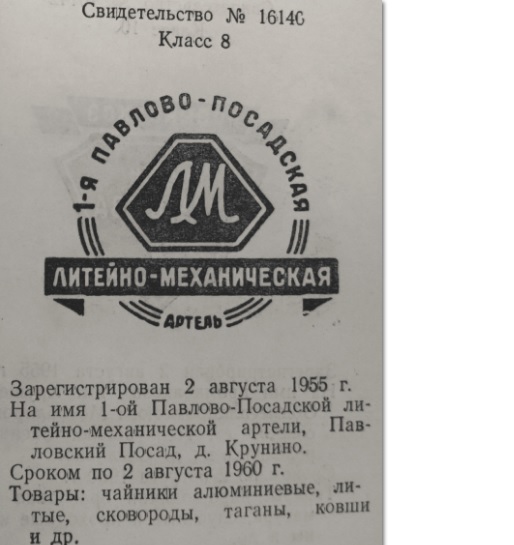 Свидетельство № 16140
Класс 8
1-я ПАВЛОВО-ПОСАДСКАЯ
ЛМ
ЛИТЕЙНО-МЕХАНИЧЕСКАЯ
АРТЕЛЬ
Зарегистрирован 2 августа 1955 г.
На имя 1-ой Павлово-Посадской ли-
тейно-механической артели, Пав-
ловский Посад, д. Крунино.
Сроком по 2 августа 1960 г.
Товары: чайники алюминиевые, ли-
тые, сковороды, таганы, ковши
и др.